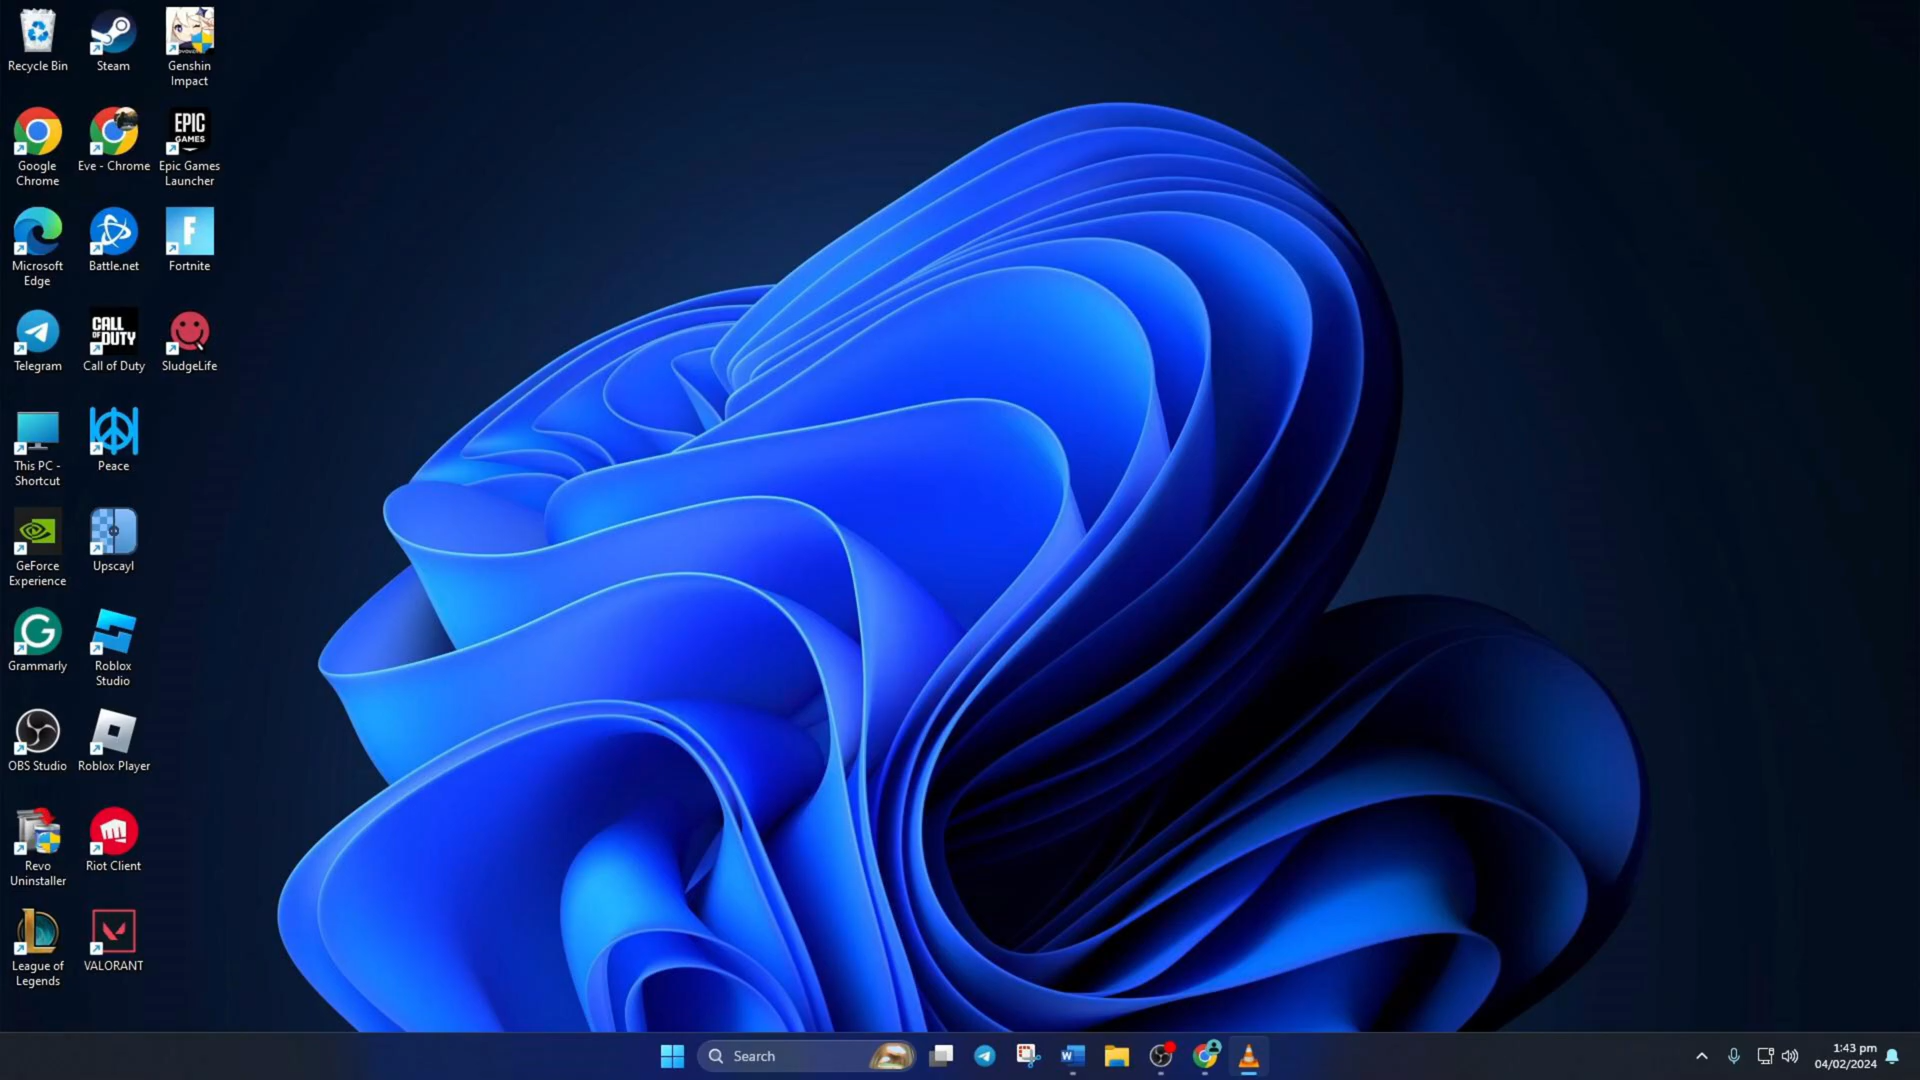 Recycle Bin
Steam
Genshin
Impact
Google
Chrome
Eve - Chrome
EPIC
GAMES
Epic Games
Launcher
Microsoft
Edge
Battle.net
F
Fortnite
Telegram
CALL
OF DUTY
Call of Duty
SludgeLife
This PC -
Shortcut
Peace
GeForce
Experience
Upscayl
G
Grammarly
Roblox
Studio
OBS Studio
Roblox Player
Revo
Uninstaller
Riot Client
L
League of
Legends
VALORANT
Search
W
1:43 pm
04/02/2024